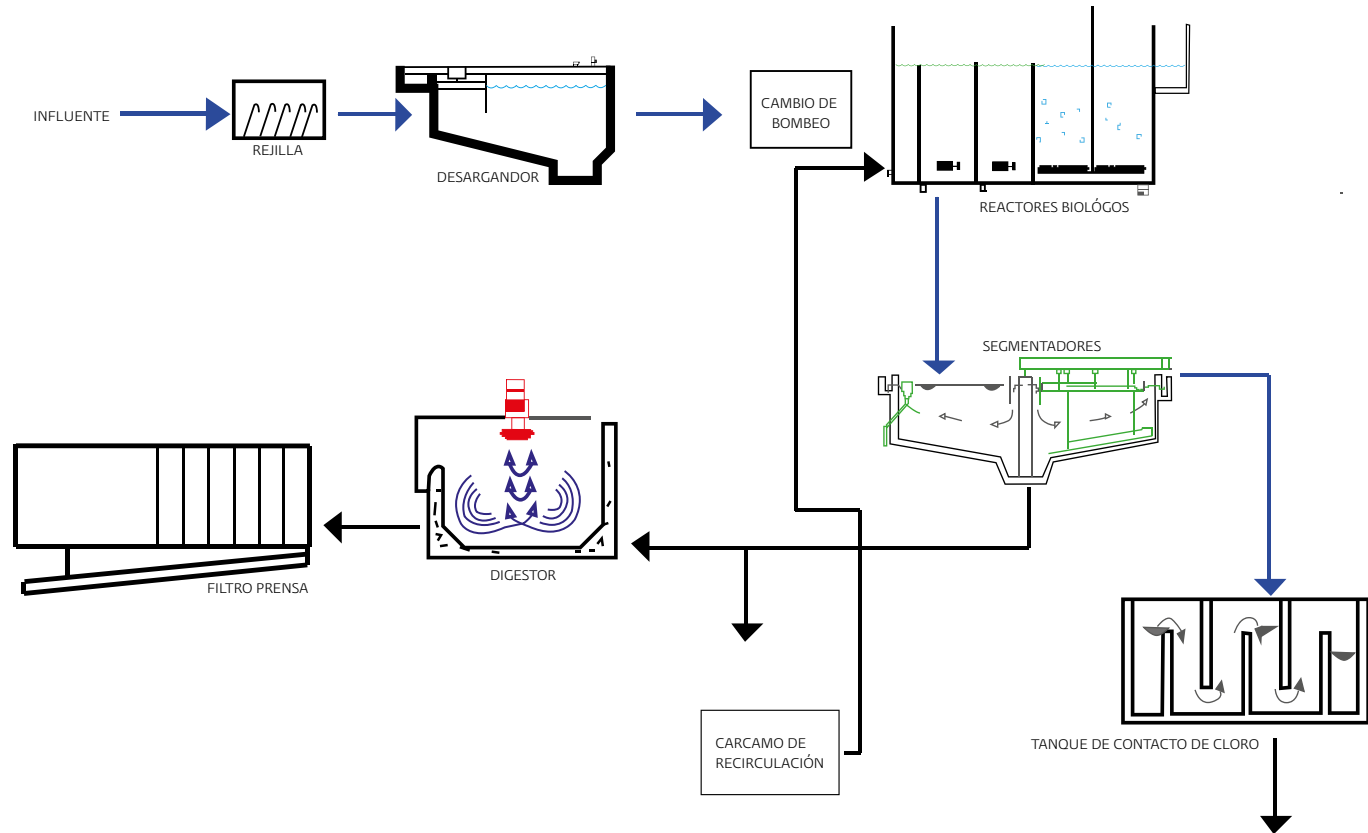 INFLUENTE
REJILLA
DESARGANDOR
CAMBIO DE
BOMBEO
REACTORES BIOLÓGOS
SEGMENTADORES
DIGESTOR
FILTRO PRENSA
CARCAMO DE
RECIRCULACIÓN
TANQUE DE CONTACTO DE CLORO